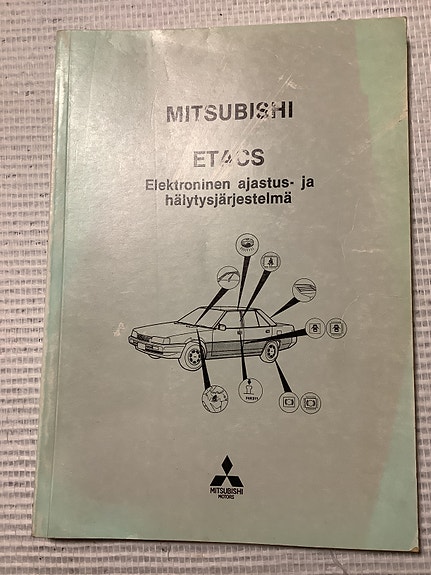 MITSUBISHI
ETACS
Elektroninen ajastus- ja
hälytysjärjestelmä
MITSUBISHI
MOTORS